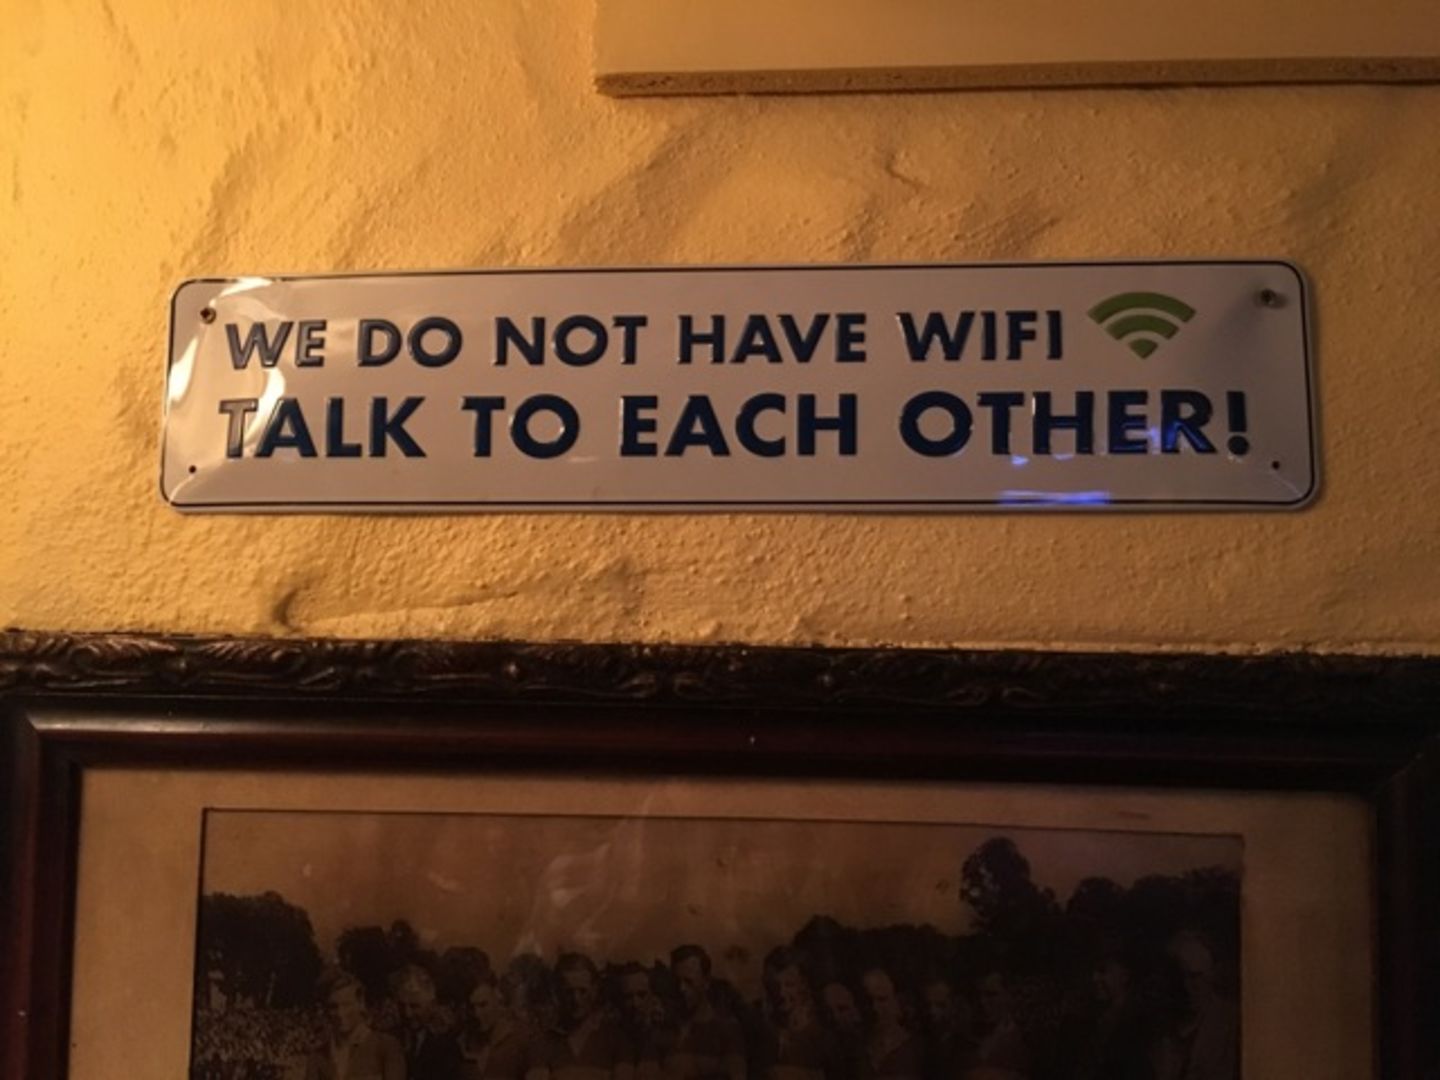 WE DO NOT HAVE WIFI
TALK TO EACH OTHER!